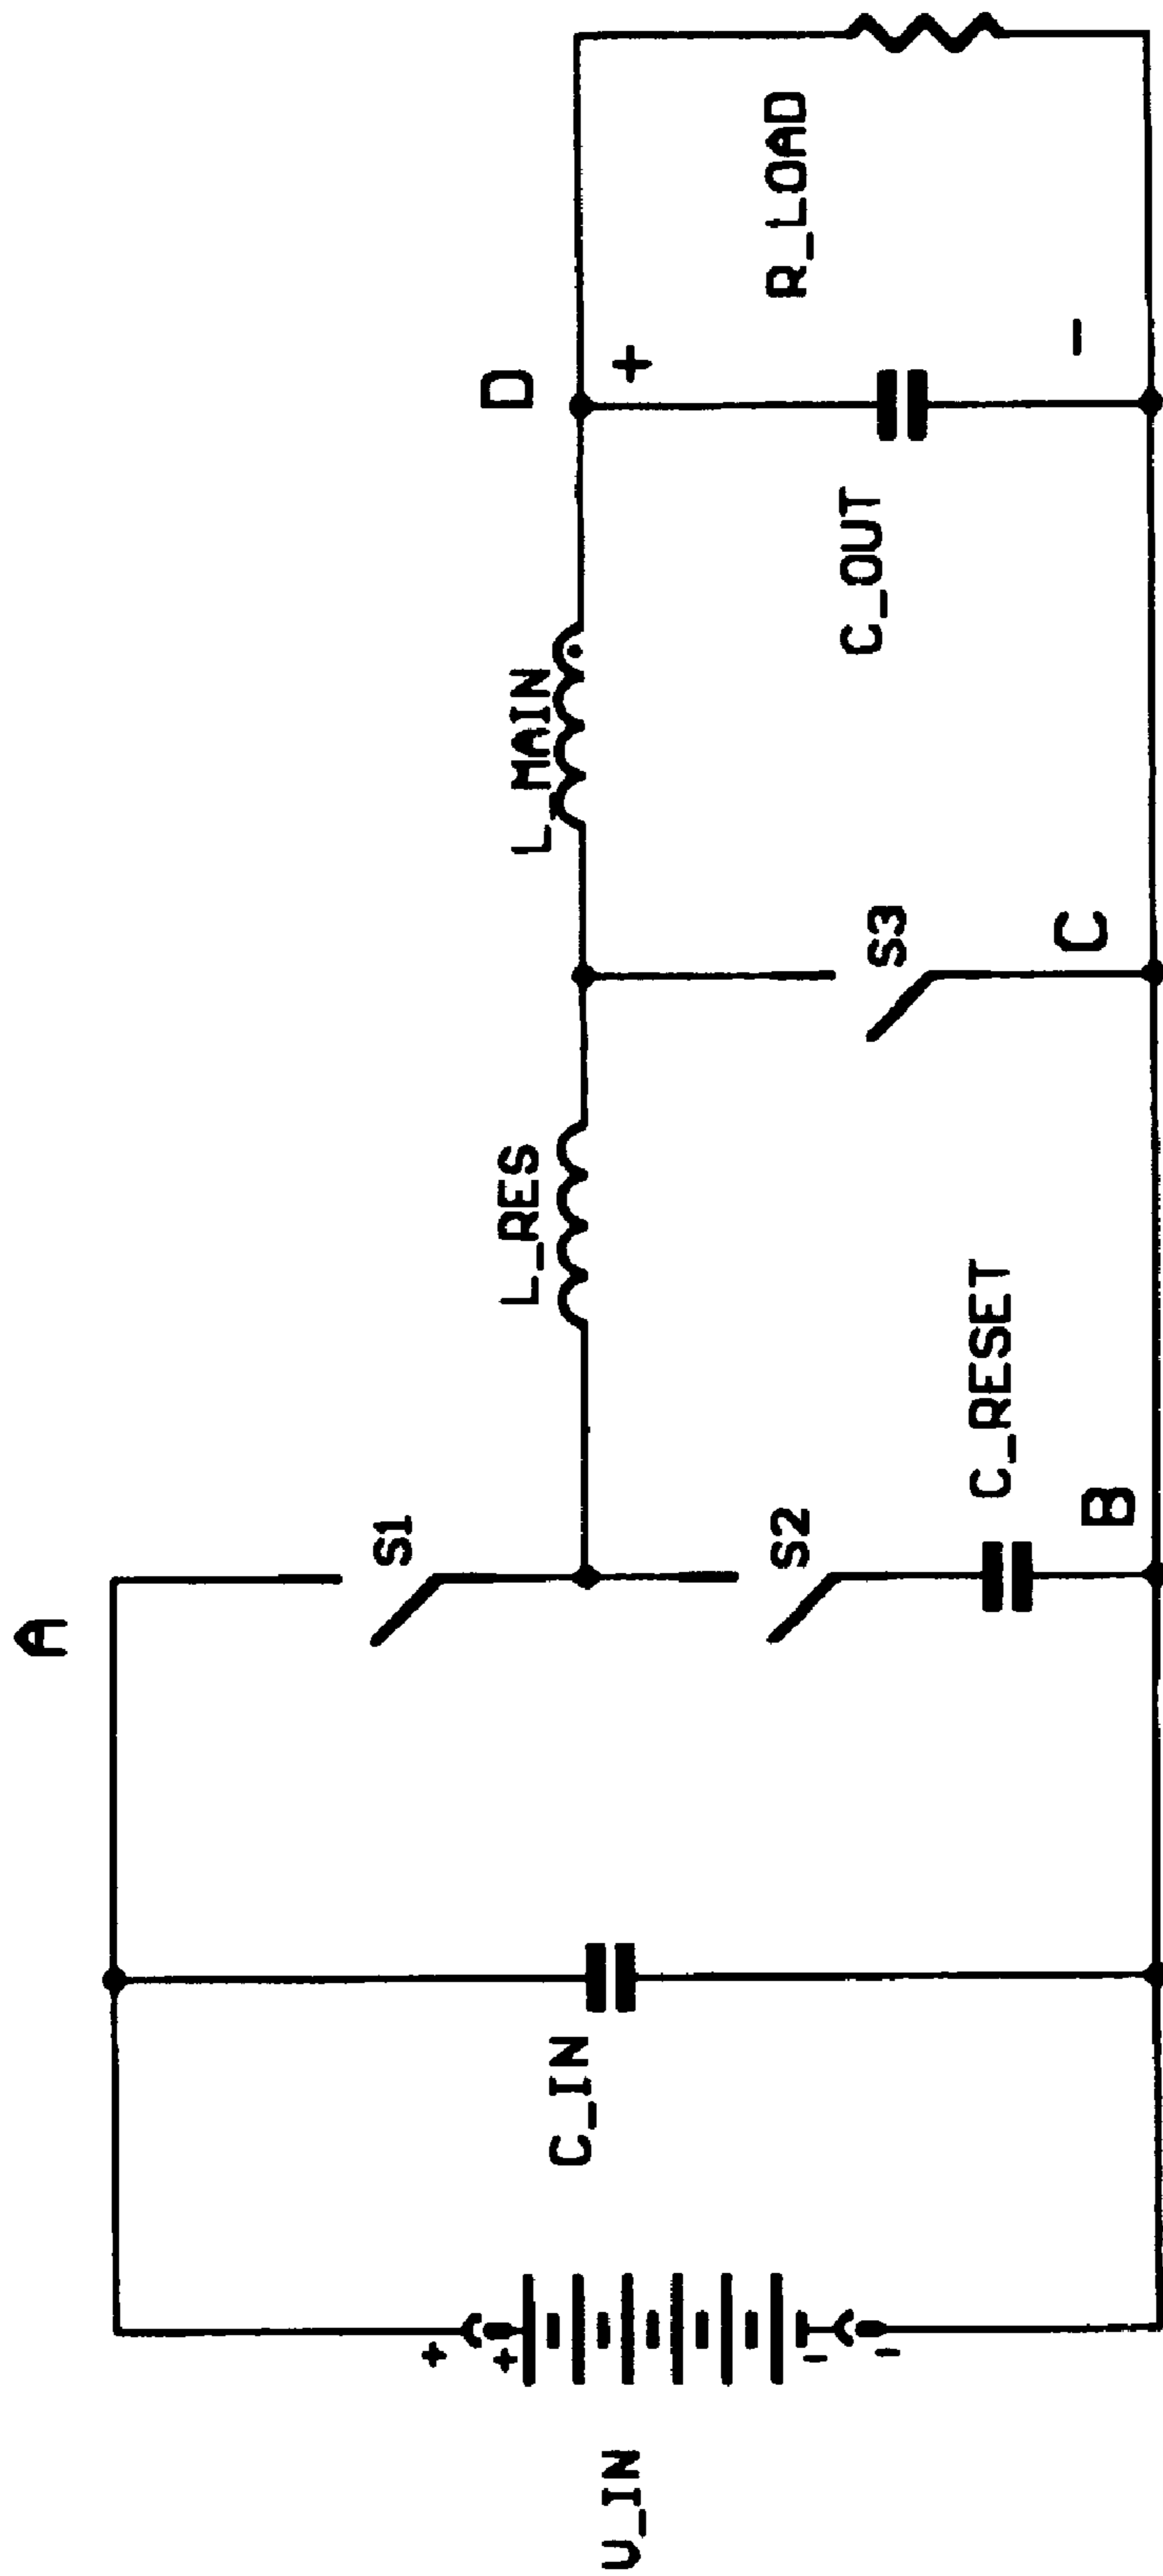 U_IN
+
+
-
-
C_IN
A
S1
S2
C_RESET
B
L_RES
S3
C
L_MAIN
D
+
-
C_OUT
R_LOAD